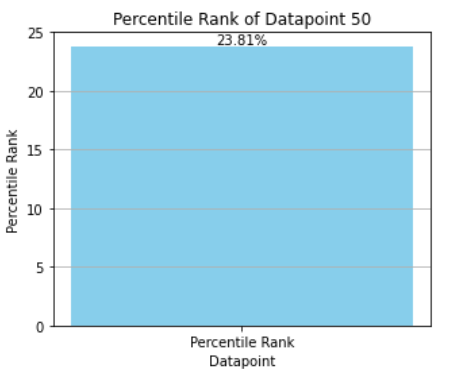 Percentile Rank of Datapoint 50
23.81%
25
20
15
10
5
0
Percentile Rank
Percentile Rank
Datapoint